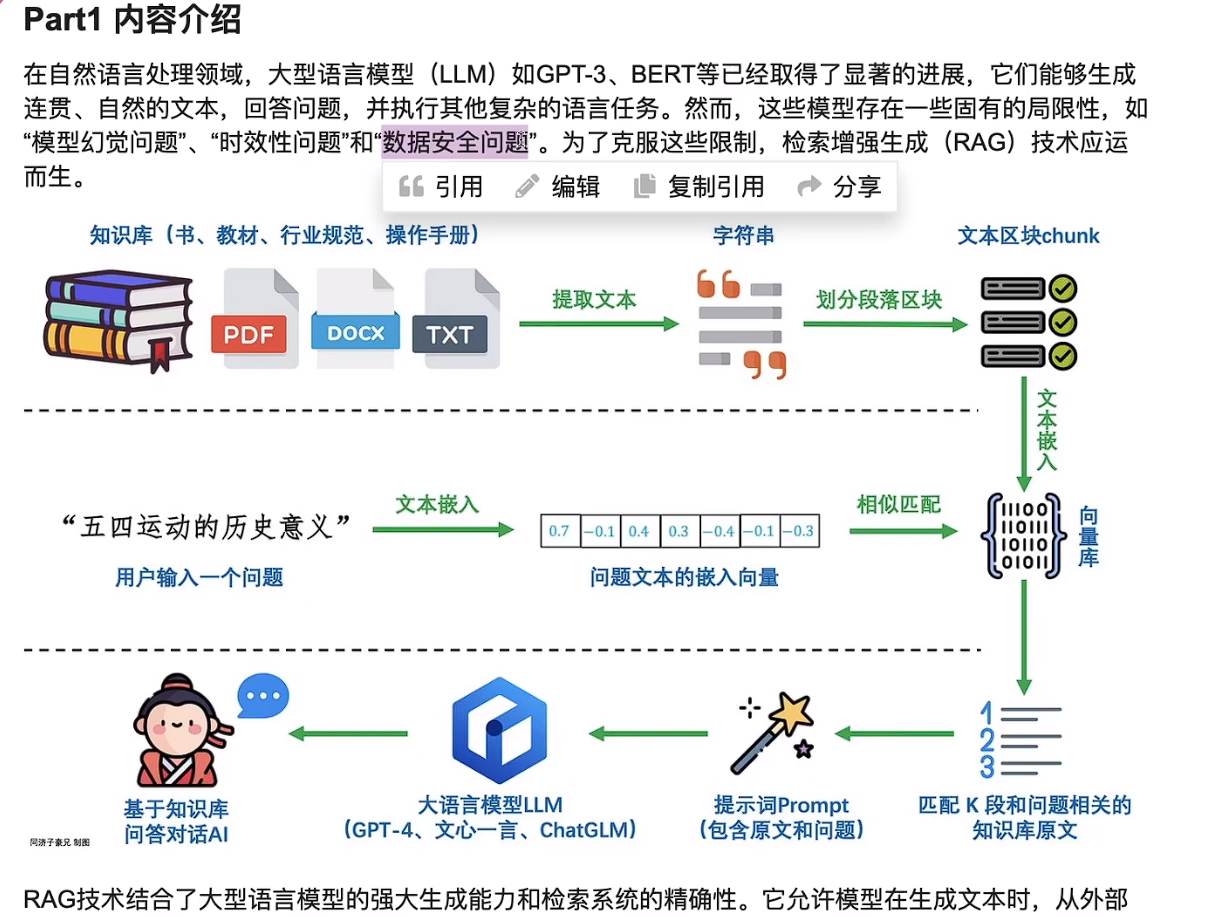 Part1 内容介绍
在自然语言处理领域，大型语言模型（LLM）如GPT-3、BERT等已经取得了显著的进展，它们能够生成
连贯、自然的文本，回答问题，并执行其他复杂的语言任务。然而，这些模型存在一些固有的局限性，如
“模型幻觉问题”、“时效性问题”和“数据安全问题”。为了克服这些限制，检索增强生成（RAG）技术应运
而生。
引用 编辑 复制引用 分享
知识库（书、教材、行业规范、操作手册） 字符串 文本区块chunk
PDF DOCX TXT
提取文本 划分段落区块
文本嵌入
“五四运动的历史意义” 文本嵌入 相似匹配
0.7 −0.1 0.4 0.3 −0.4 −0.1 −0.3
11100
11011
10110
01011
向量库
用户输入一个问题 问题文本的嵌入向量
1
2
3
基于知识库
问答对话AI
大语言模型LLM
（GPT-4、文心一言、ChatGLM）
提示词Prompt
（包含原文和问题）
匹配 K 段和问题相关的
知识库原文
同济子豪兄 制图
RAG技术结合了大型语言模型的强大生成能力和检索系统的精确性。它允许模型在生成文本时，从外部